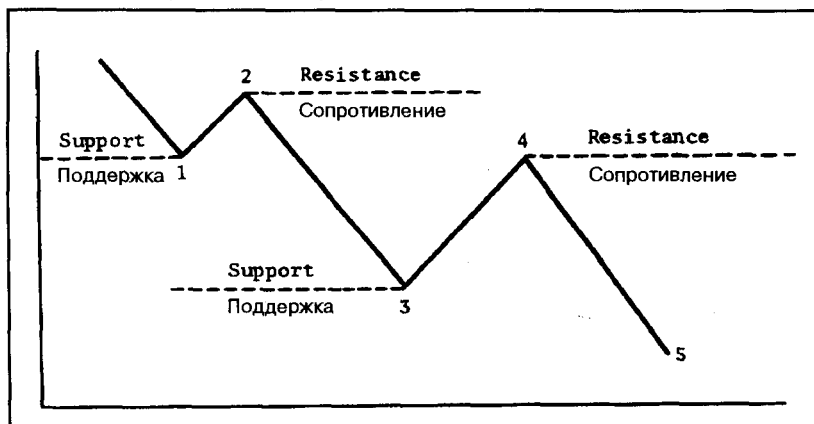 2
Resistance
Сопротивление
Support
Поддержка
1
4
Resistance
Сопротивление
Support
Поддержка
3
5